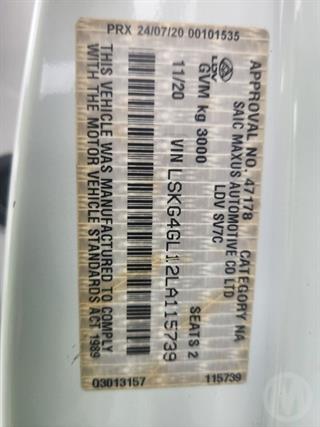 PRX 24/07/20 00101535
APPROVAL NO. 47178 CATEGORY NA
SAIC MAXUS AUTOMOTIVE CO LTD
LDV LDV SV7C
GVM kg 3000 SEATS 2
11/20 VIN LSKG4GL12LA115739
THIS VEHICLE WAS MANUFACTURED TO COMPLY
WITH THE MOTOR VEHICLE STANDARDS ACT 1989
Q3013157 115739